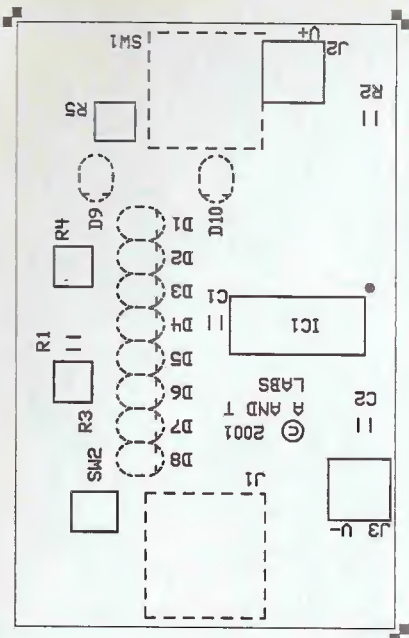 SW1
V+
J2
R5
R2
D9
D10
R4
D1
D2
D3
D4
D5
D6
D7
D8
C1
IC1
R1
R3
© 2001
A AND T
LABS
C2
SW2
J1
J3 V-